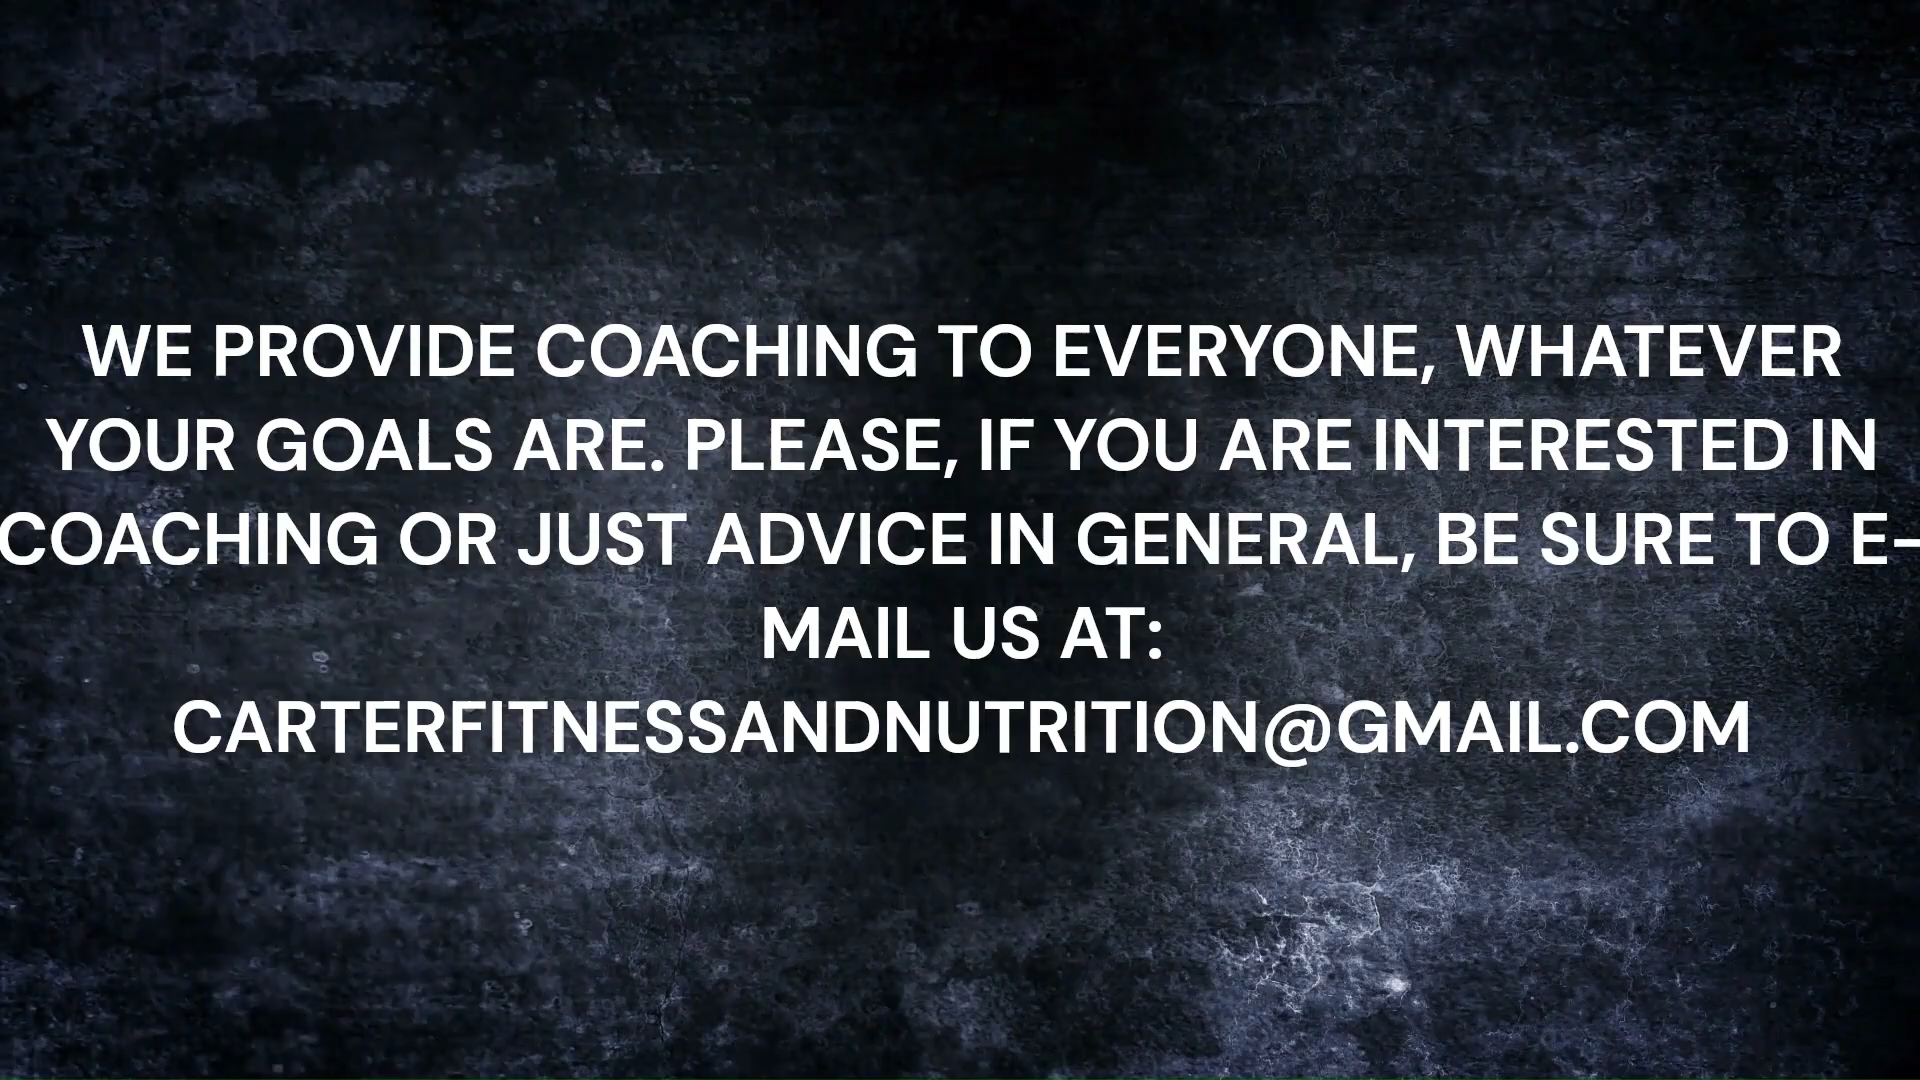 WE PROVIDE COACHING TO EVERYONE, WHATEVER
YOUR GOALS ARE. PLEASE, IF YOU ARE INTERESTED IN
COACHING OR JUST ADVICE IN GENERAL, BE SURE TO E-
MAIL US AT:
CARTERFITNESSANDNUTRITION@GMAIL.COM